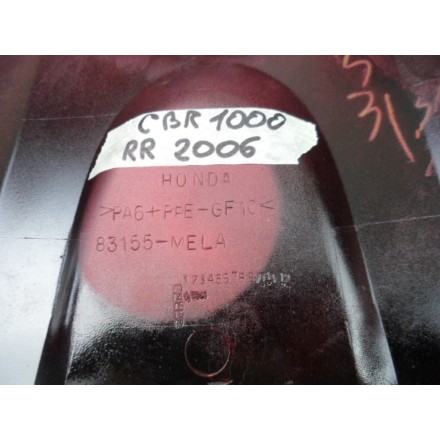 CBR 1000
RR 2006
HONDA
>PA6+PPE-GF10<
83155-MELA